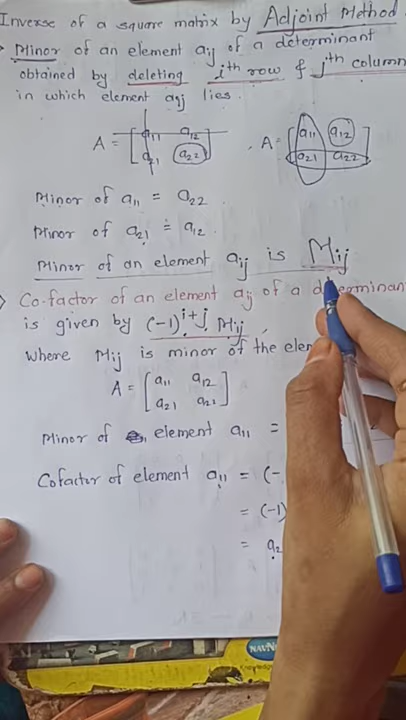 Inverse of a square matrix by Adjoint Method
Minor of an element aij of a determinant
obtained by deleting ith row & jth column
in which element aij lies.
A = [a11 a12
a21 a22] , A = [a11 a12
a21 a22]
Minor of a11 = a22
Minor of a21 = a12
Minor of an element aij is Mij
Co.factor of an element aij of a determinan
is given by (-1)^i+j Mij
Where Mij is minor of the ele
A = [a11 a12
a21 a22]
Minor of element a11 =
Cofactor of element a11 = (-
= (-1)
= a2
NAVN